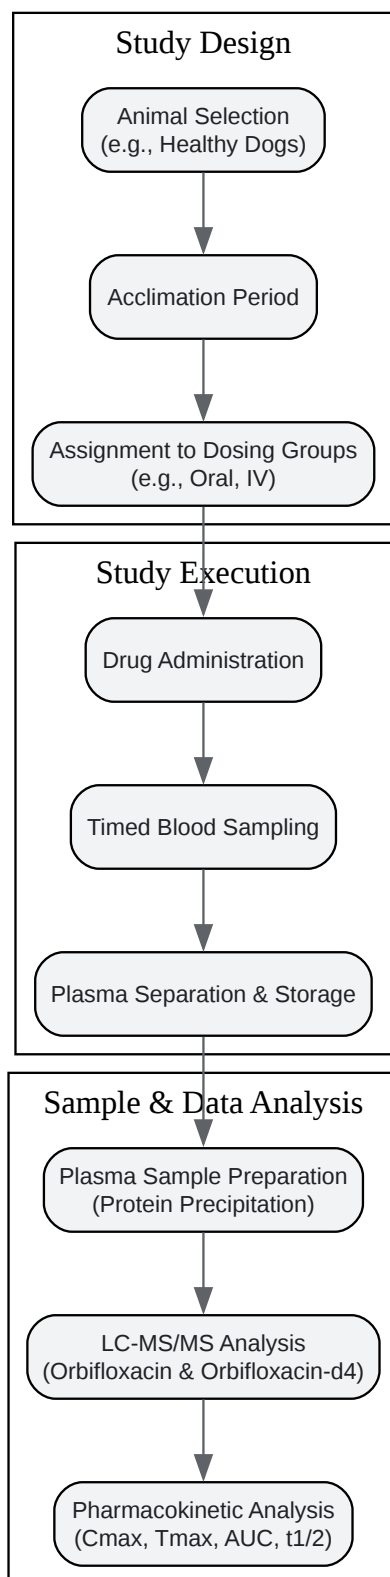 Study Design
Animal Selection
(e.g., Healthy Dogs)
Acclimation Period
Assignment to Dosing Groups
(e.g., Oral, IV)
Study Execution
Drug Administration
Timed Blood Sampling
Plasma Separation & Storage
Sample & Data Analysis
Plasma Sample Preparation
(Protein Precipitation)
LC-MS/MS Analysis
(Orbifloxacin & Orbifloxacin-d4)
Pharmacokinetic Analysis
(Cmax, Tmax, AUC, t1/2)